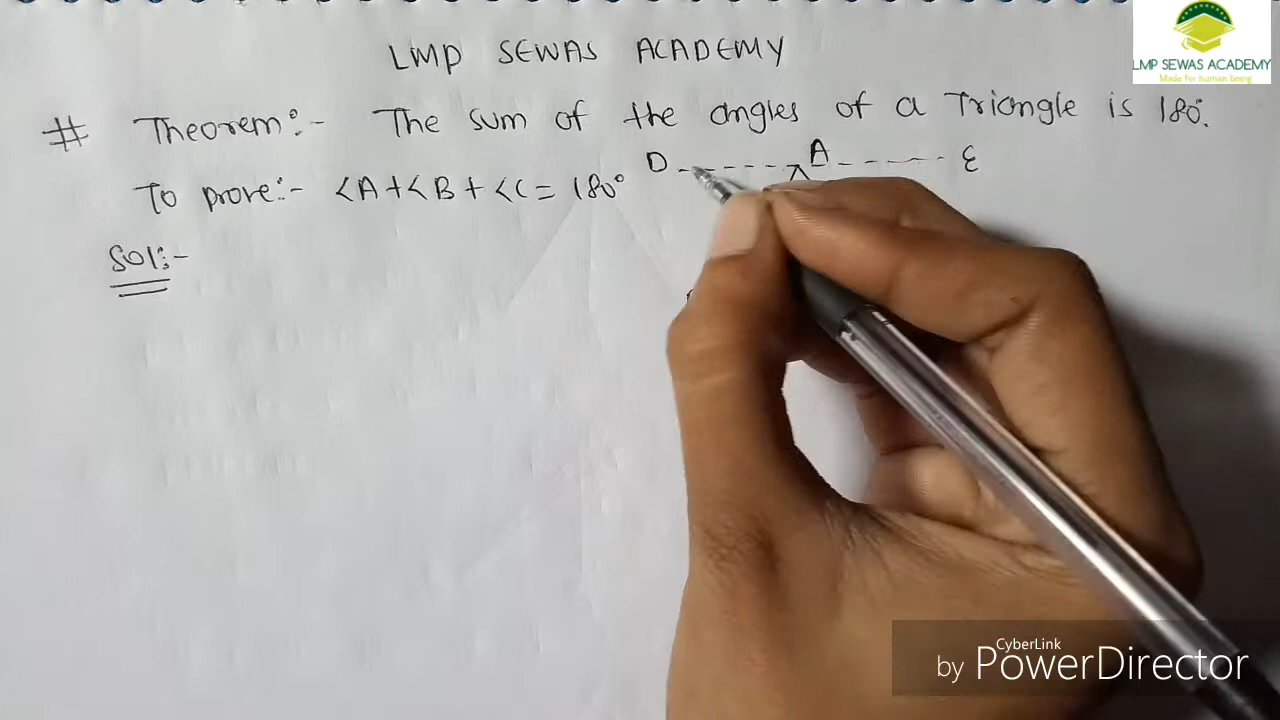 LMP SEWAS ACADEMY
LMP SEWAS ACADEMY
Made for human being
# Theorem:- The sum of the angles of a Triangle is 180°.
D A E
To prove:- <A+<B+<C=180°
Sol:-
CyberLink
by PowerDirector